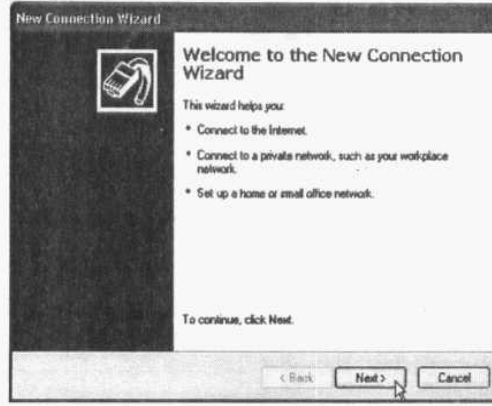 New Connection Wizard
Welcome to the New Connection
Wizard
This wizard helps you:
* Connect to the Internet.
* Connect to a private network, such as your workplace
network.
* Set up a home or small office network.
To continue, click Next.
< Back Next > Cancel